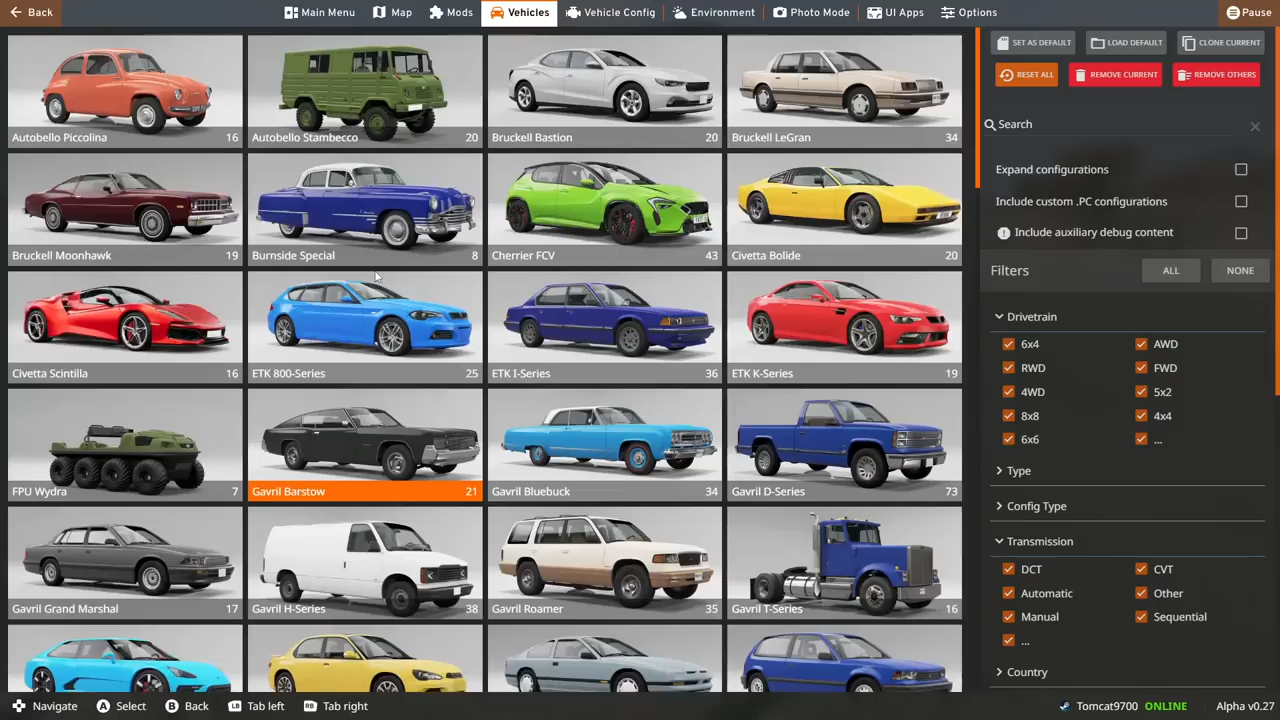 Back
Main Menu
Map
Mods
Vehicles
Vehicle Config
Environment
Photo Mode
UI Apps
Options
Pause
Autobello Piccolina 16
Autobello Stambecco 20
Bruckell Bastion 20
Bruckell LeGran 34
Bruckell Moonhawk 19
Burnside Special 8
Cherrier FCV 43
Civetta Bolide 20
Civetta Scintilla 16
ETK 800-Series 25
ETK I-Series 36
ETK K-Series 19
FPU Wydra 7
Gavril Barstow 21
Gavril Bluebuck 34
Gavril D-Series 73
Gavril Grand Marshal 17
Gavril H-Series 38
Gavril Roamer 35
Gavril T-Series 16
SET AS DEFAULT
LOAD DEFAULT
CLONE CURRENT
RESET ALL
REMOVE CURRENT
REMOVE OTHERS
Search
Expand configurations
Include custom .PC configurations
Include auxiliary debug content
Filters
ALL
NONE
Drivetrain
6x4
AWD
RWD
FWD
4WD
5x2
8x8
4x4
6x6
...
Type
Config Type
Transmission
DCT
CVT
Automatic
Other
Manual
Sequential
...
Country
Navigate
A Select
B Back
LB Tab left
RB Tab right
Tomcat9700 ONLINE
Alpha v0.27